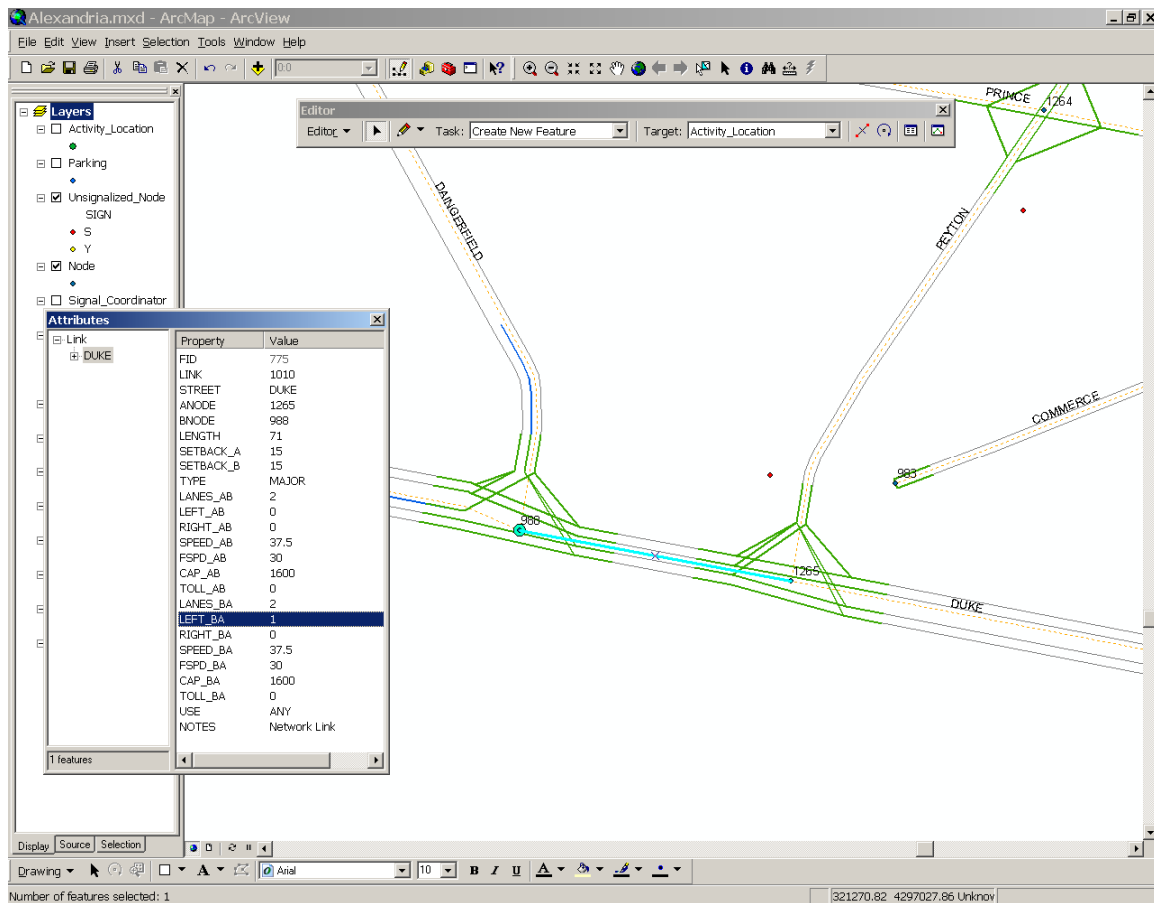 Alexandria.mxd - ArcMap - ArcView
File Edit View Insert Selection Tools Window Help
0.0
Layers
Activity_Location
Parking
Unsignalized_Node
SIGN
S
Y
Node
Signal_Coordinator
Editor
Editor Task: Create New Feature Target: Activity_Location
PRINCE
1264
DAINGERFIELD
PEYTON
COMMERCE
983
988
1265
DUKE
Attributes
Link
DUKE
Property Value
FID 775
LINK 1010
STREET DUKE
ANODE 1265
BNODE 988
LENGTH 71
SETBACK_A 15
SETBACK_B 15
TYPE MAJOR
LANES_AB 2
LEFT_AB 0
RIGHT_AB 0
SPEED_AB 37.5
FSPD_AB 30
CAP_AB 1600
TOLL_AB 0
LANES_BA 2
LEFT_BA 1
RIGHT_BA 0
SPEED_BA 37.5
FSPD_BA 30
CAP_BA 1600
TOLL_BA 0
USE ANY
NOTES Network Link
1 features
Display Source Selection
Drawing A Arial 10 B I U A
Number of features selected: 1
321270.82 4297027.86 Unknov